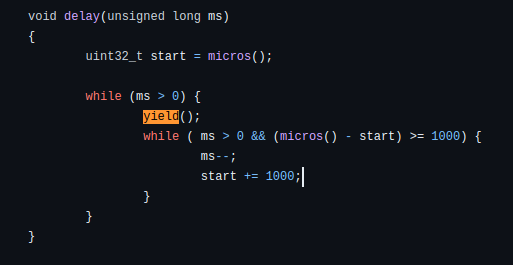 void delay(unsigned long ms)
{
        uint32_t start = micros();

        while (ms > 0) {
                yield();
                while ( ms > 0 && (micros() - start) >= 1000) {
                        ms--;
                        start += 1000;
                }
        }
}